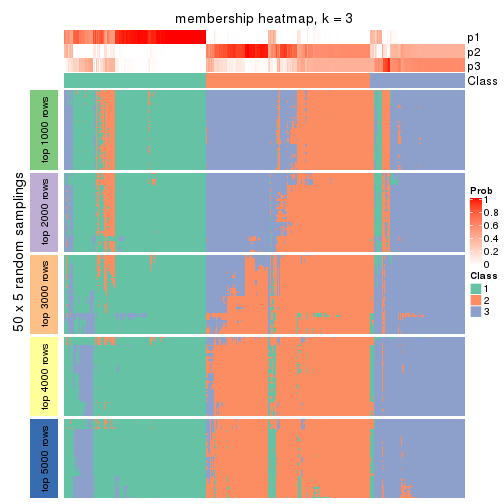 membership heatmap, k = 3
p1
p2
p3
Class
50 x 5 random samplings
top 1000 rows
top 2000 rows
top 3000 rows
top 4000 rows
top 5000 rows
Prob
1
0.8
0.6
0.4
0.2
0
Class
1
2
3